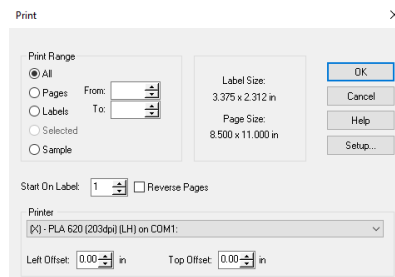 Print
Print Range
All
Pages From:
Labels To:
Selected
Sample
Label Size:
3.375 x 2.312 in
Page Size:
8.500 x 11.000 in
OK
Cancel
Help
Setup...
Start On Label: 1 Reverse Pages
Printer
(X) - PLA 620 (203dpi) (LH) on COM1:
Left Offset: 0.00 in Top Offset: 0.00 in